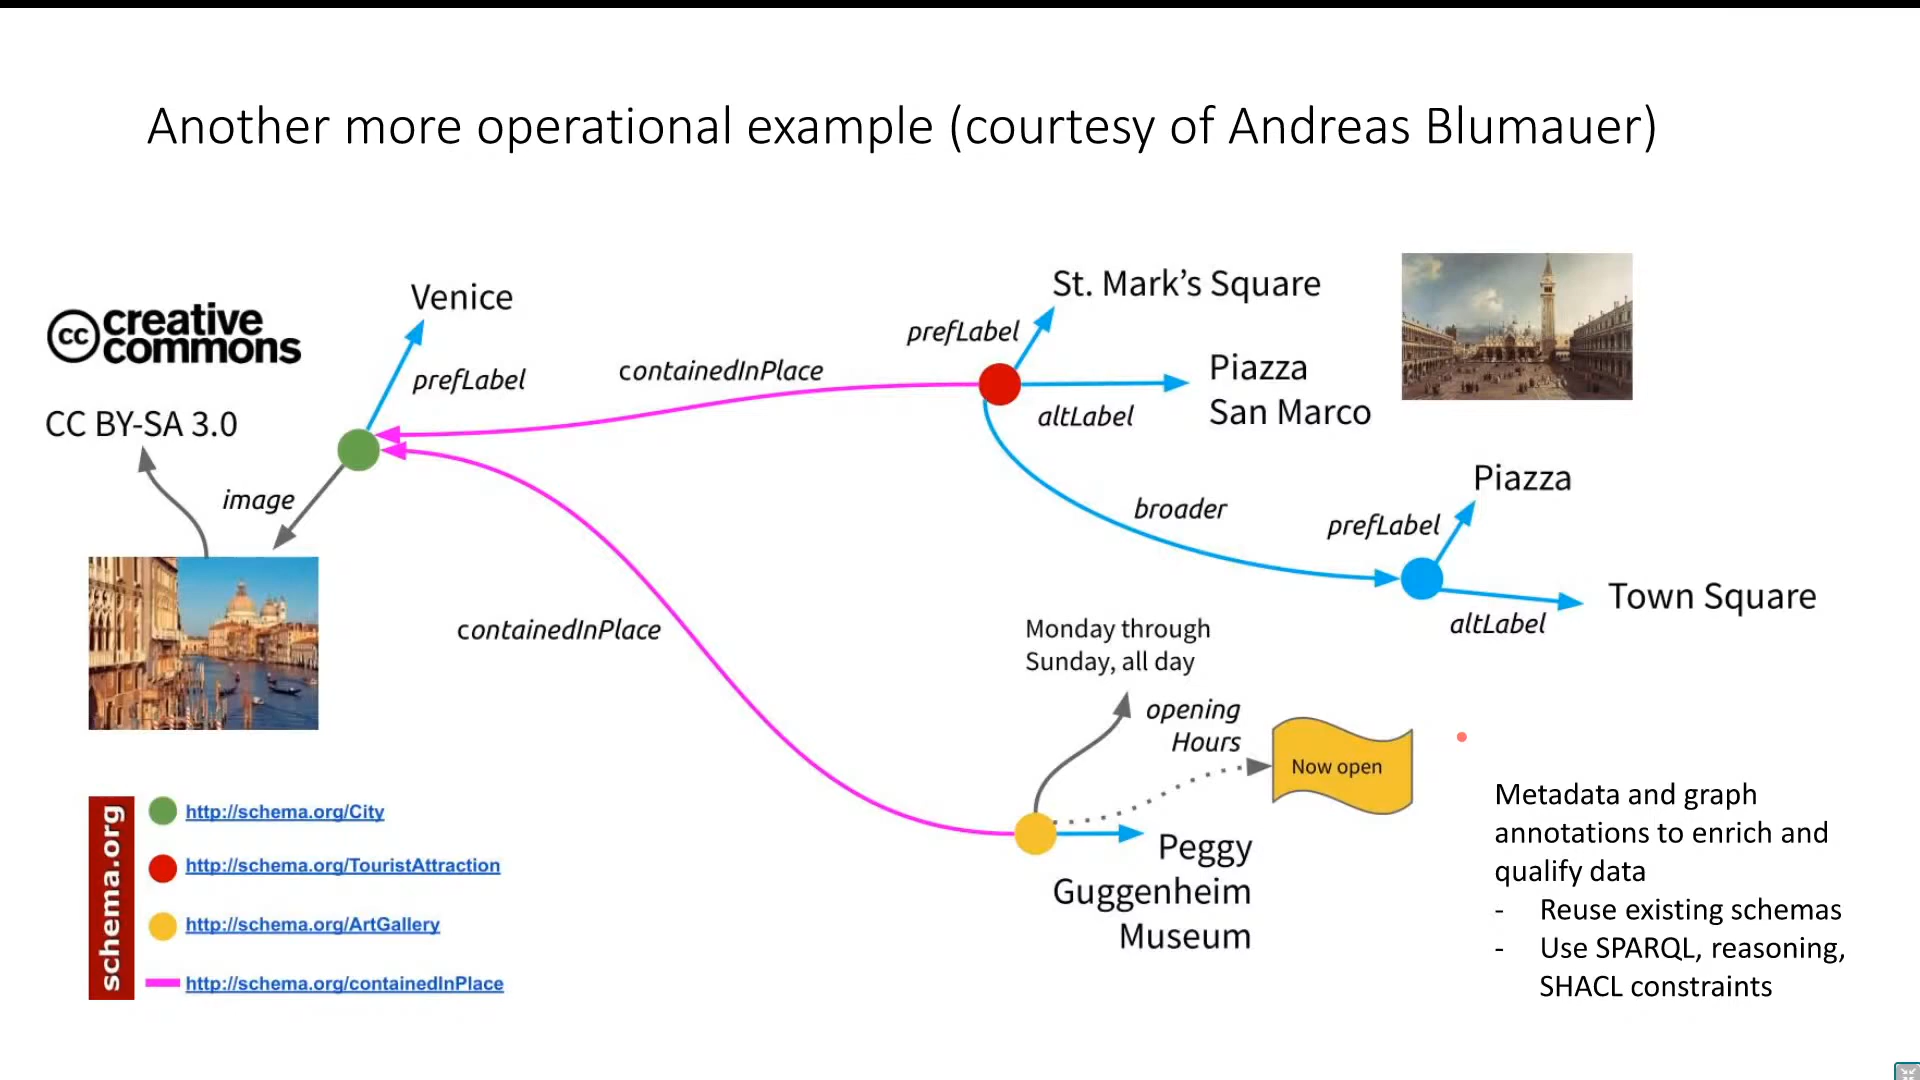 Another more operational example (courtesy of Andreas Blumauer)
creative
commons
cc
CC BY-SA 3.0
Venice
prefLabel
image
containedInPlace
containedInPlace
St. Mark's Square
prefLabel
Piazza
San Marco
altLabel
broader
Piazza
prefLabel
Town Square
altLabel
Monday through
Sunday, all day
opening
Hours
Now open
Peggy
Guggenheim
Museum
schema.org
http://schema.org/City
http://schema.org/TouristAttraction
http://schema.org/ArtGallery
http://schema.org/containedInPlace
Metadata and graph
annotations to enrich and
qualify data
- Reuse existing schemas
- Use SPARQL, reasoning,
SHACL constraints